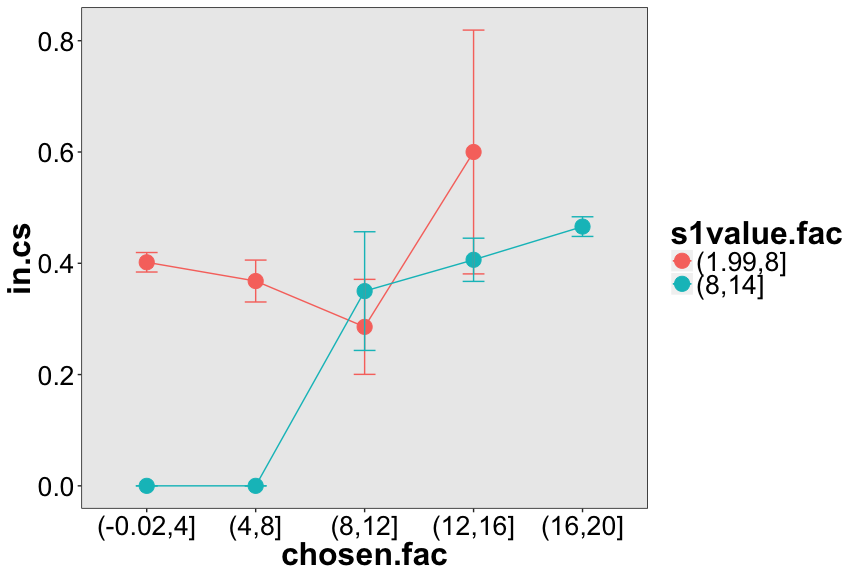 0.8
0.6
0.4
0.2
0.0
in.cs
(-0.02,4] (4,8] (8,12] (12,16] (16,20]
chosen.fac
s1value.fac
(1.99,8]
(8,14]